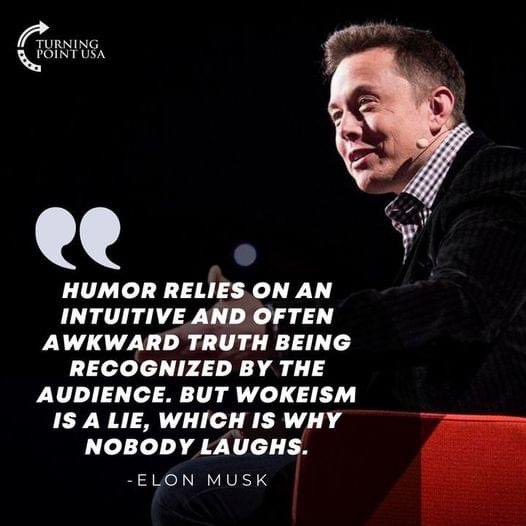 TURNING
POINT USA
HUMOR RELIES ON AN
INTUITIVE AND OFTEN
AWKWARD TRUTH BEING
RECOGNIZED BY THE
AUDIENCE. BUT WOKEISM
IS A LIE, WHICH IS WHY
NOBODY LAUGHS.
-ELON MUSK